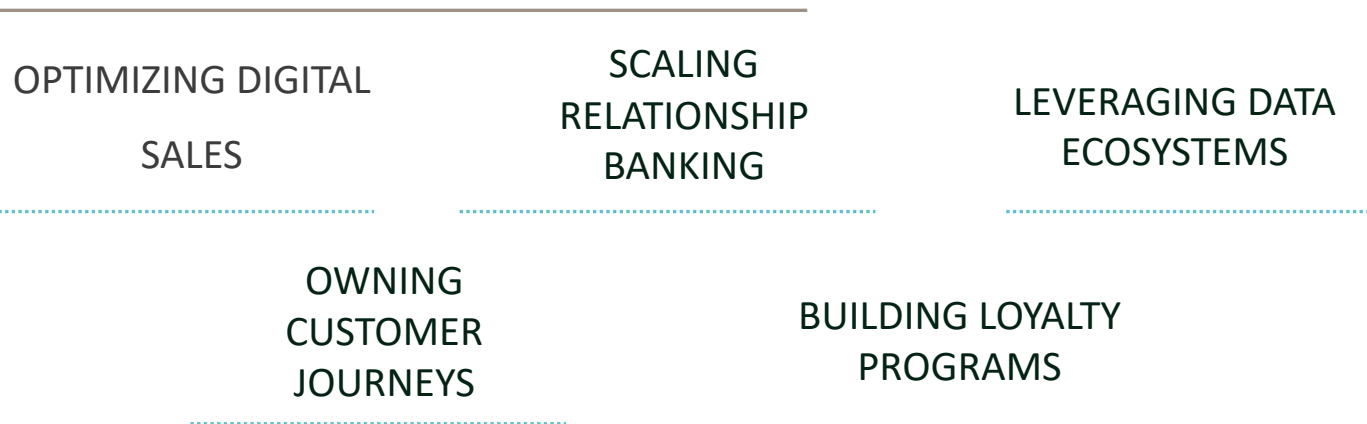 OPTIMIZING DIGITAL
SALES
SCALING
RELATIONSHIP
BANKING
LEVERAGING DATA
ECOSYSTEMS
OWNING
CUSTOMER
JOURNEYS
BUILDING LOYALTY
PROGRAMS